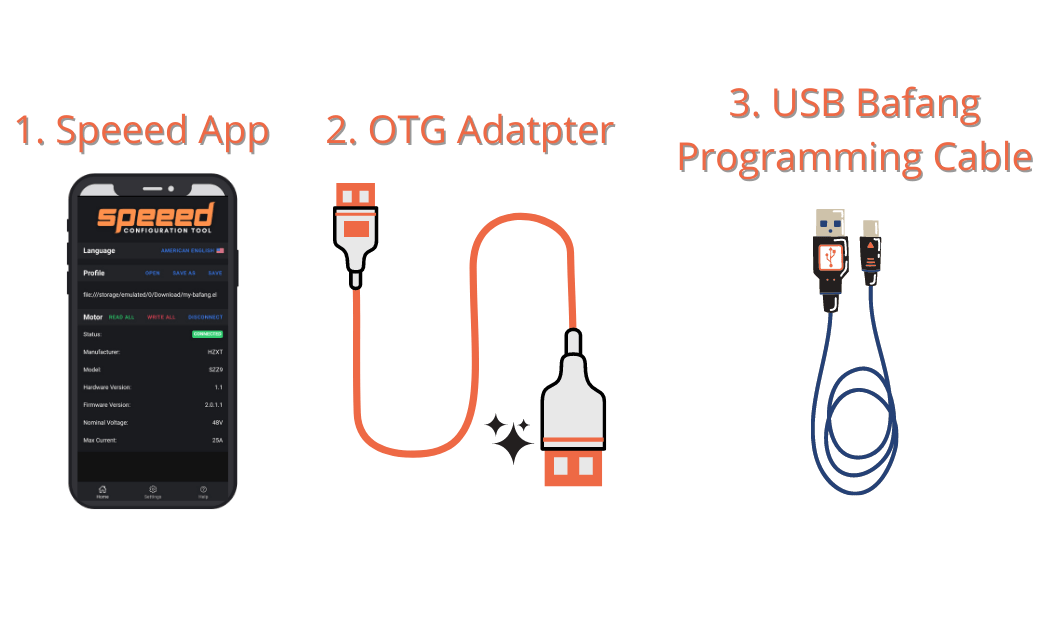 1. Speeed App
2. OTG Adatpter
3. USB Bafang
Programming Cable
speeed
CONFIGURATION TOOL
Language AMERICAN ENGLISH
Profile OPEN SAVE AS SAVE
file:///storage/emulated/0/Download/my-bafang.el
Motor READ ALL WRITE ALL DISCONNECT
Status: CONNECTED
Manufacturer: HZXT
Model: SZZ9
Hardware Version: 1.1
Firmware Version: 2.0.1.1
Nominal Voltage: 48V
Max Current: 25A
Home Settings Help